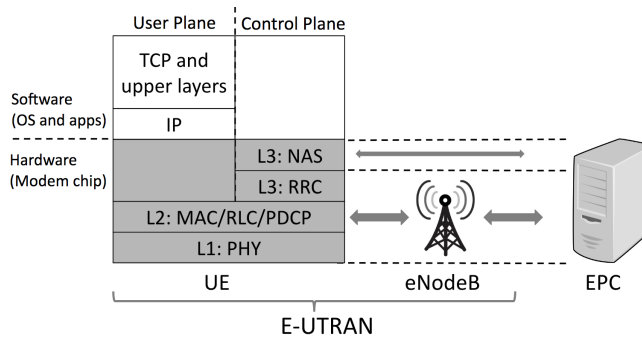 User Plane
Control Plane
TCP and
upper layers
Software
(OS and apps)
IP
Hardware
(Modem chip)
L3: NAS
L3: RRC
L2: MAC/RLC/PDCP
L1: PHY
UE
eNodeB
EPC
E-UTRAN